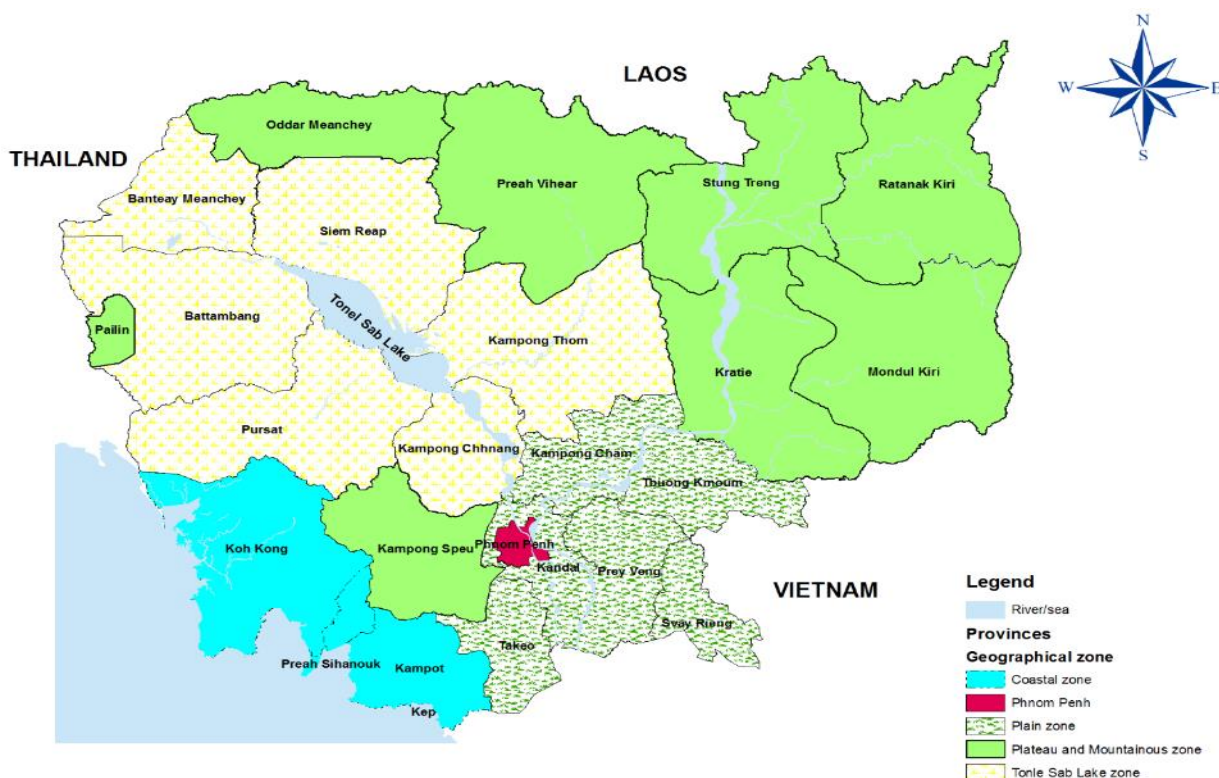 N
W
E
S
LAOS
THAILAND
Oddar Meanchey
Preah Vihear
Stung Treng
Ratanak Kiri
Banteay Meanchey
Siem Reap
Tonel Sab Lake
Battambang
Pailin
Kampong Thom
Kratie
Mondul Kiri
Pursat
Kampong Chhnang
Kampong Cham
Tbuong Kmoum
Koh Kong
Kampong Speu
Phnom Penh
Kandal
Prey Veng
VIETNAM
Svay Rieng
Takeo
Preah Sihanouk
Kampot
Kep
Legend
River/sea
Provinces
Geographical zone
Coastal zone
Phnom Penh
Plain zone
Plateau and Mountainous zone
Tonle Sab Lake zone